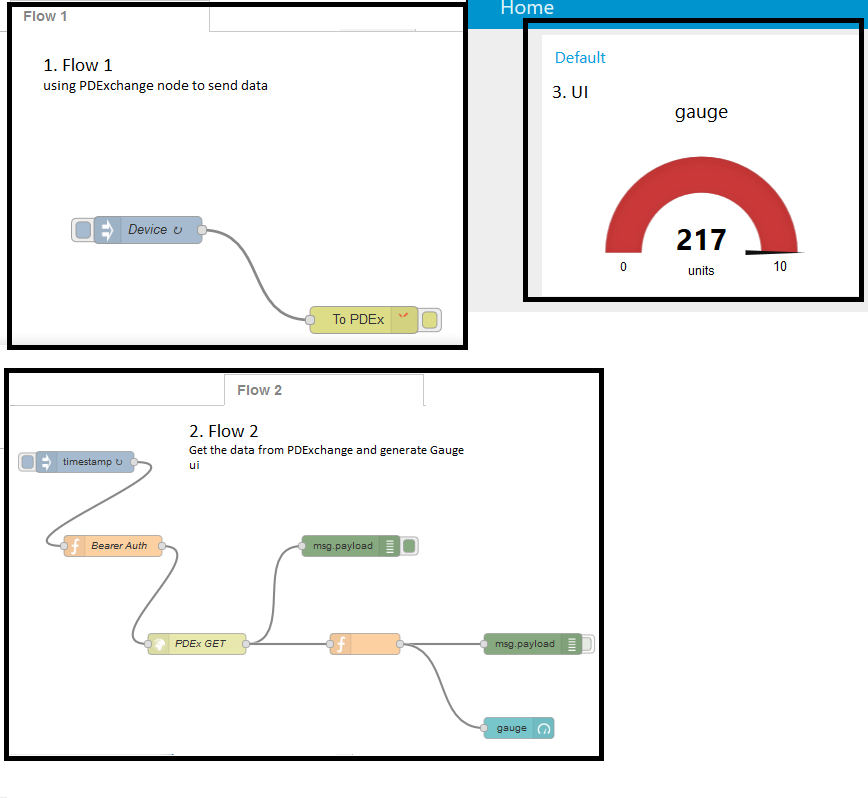 Flow 1
1. Flow 1
using PDExchange node to send data
Device ↻
To PDEx
Home
Default
3. UI
gauge
217
0
units
10
Flow 2
2. Flow 2
Get the data from PDExchange and generate Gauge
ui
timestamp ↻
Bearer Auth
msg.payload
PDEx GET
msg.payload
gauge